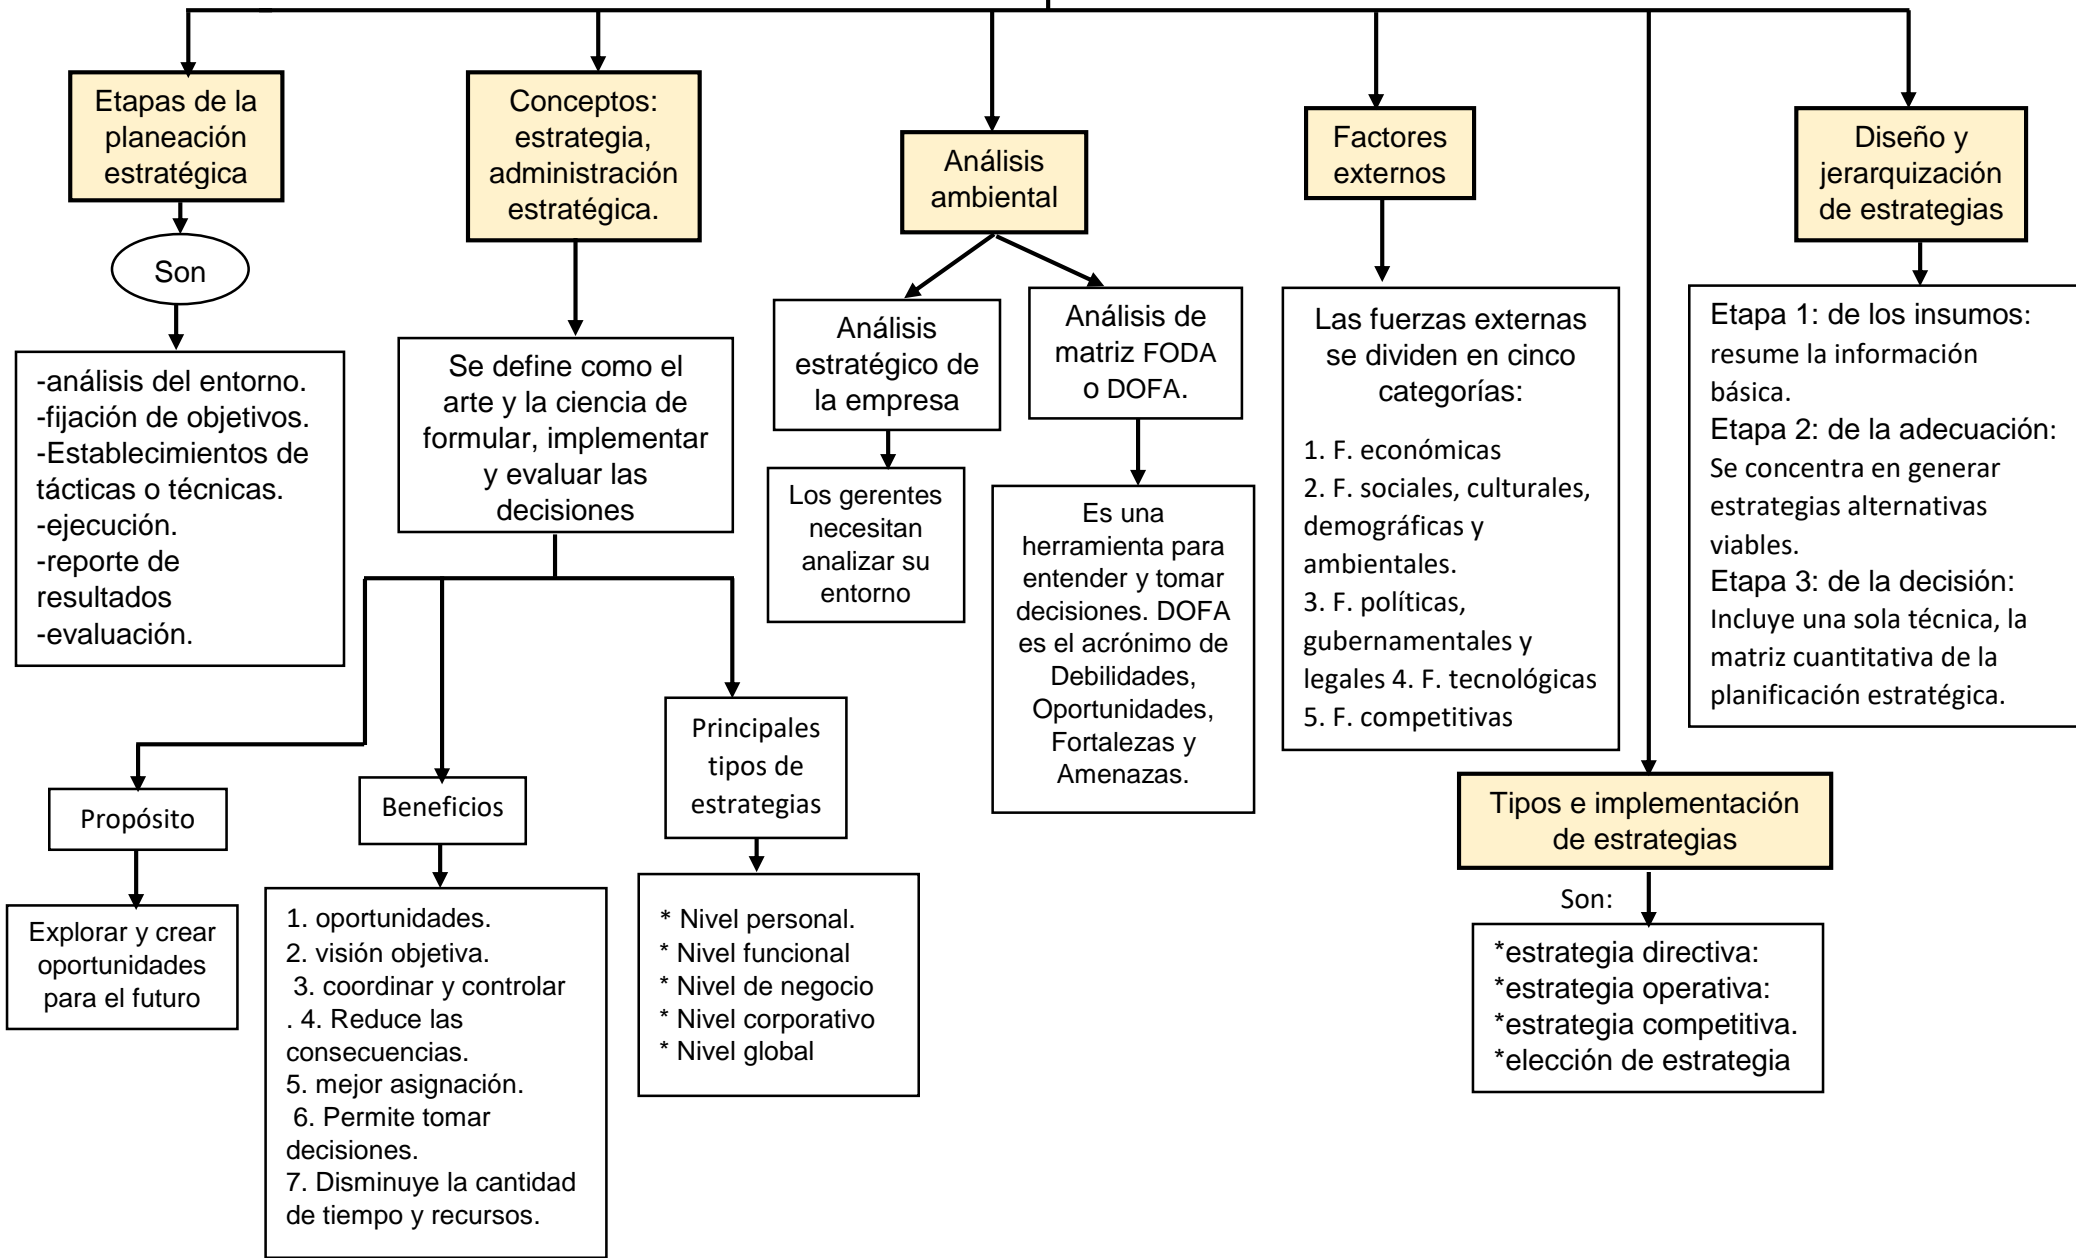 Etapas de la
planeación
estratégica
Son
-análisis del entorno.
-fijación de objetivos.
-Establecimientos de
tácticas o técnicas.
-ejecución.
-reporte de
resultados
-evaluación.
Conceptos:
estrategia,
administración
estratégica.
Se define como el
arte y la ciencia de
formular, implementar
y evaluar las
decisiones
Propósito
Explorar y crear
oportunidades
para el futuro
Beneficios
1. oportunidades.
2. visión objetiva.
3. coordinar y controlar
. 4. Reduce las
consecuencias.
5. mejor asignación.
6. Permite tomar
decisiones.
7. Disminuye la cantidad
de tiempo y recursos.
Principales
tipos de
estrategias
* Nivel personal.
* Nivel funcional
* Nivel de negocio
* Nivel corporativo
* Nivel global
Análisis
ambiental
Análisis
estratégico de
la empresa
Los gerentes
necesitan
analizar su
entorno
Análisis de
matriz FODA
o DOFA.
Es una
herramienta para
entender y tomar
decisiones. DOFA
es el acrónimo de
Debilidades,
Oportunidades,
Fortalezas y
Amenazas.
Factores
externos
Las fuerzas externas
se dividen en cinco
categorías:
1. F. económicas
2. F. sociales, culturales,
demográficas y
ambientales.
3. F. políticas,
gubernamentales y
legales 4. F. tecnológicas
5. F. competitivas
Tipos e implementación
de estrategias
Son:
*estrategia directiva:
*estrategia operativa:
*estrategia competitiva.
*elección de estrategia
Diseño y
jerarquización
de estrategias
Etapa 1: de los insumos:
resume la información
básica.
Etapa 2: de la adecuación:
Se concentra en generar
estrategias alternativas
viables.
Etapa 3: de la decisión:
Incluye una sola técnica, la
matriz cuantitativa de la
planificación estratégica.